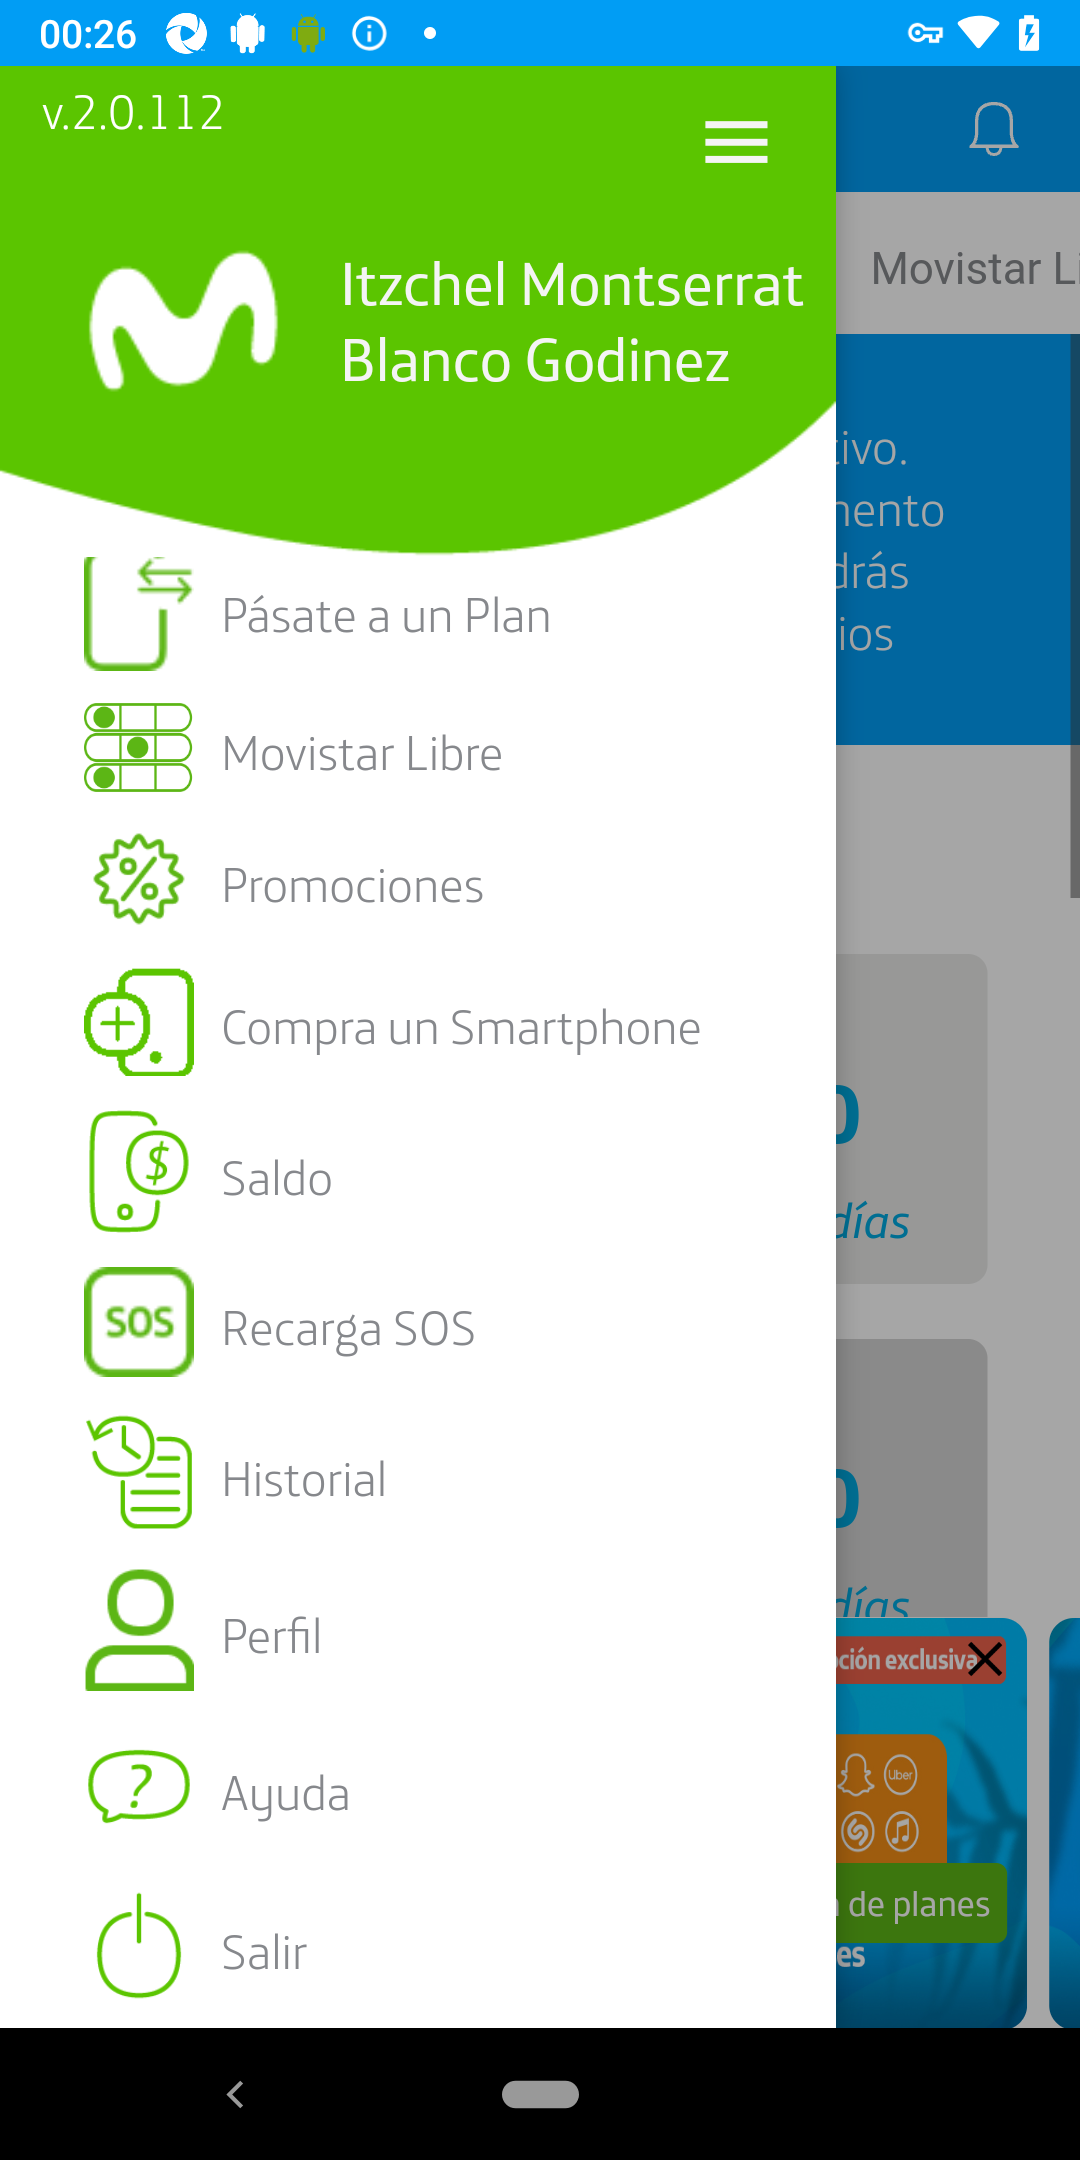 00:26
v.2.0.112
Itzchel Montserrat
Blanco Godinez
Movistar Li
ivo.
mento
drás
ios
Pásate a un Plan
Movistar Libre
Promociones
Compra un Smartphone
Saldo
días
SOS Recarga SOS
Historial
días
Perfil
ción exclusiva
Uber
Ayuda
de planes
es
Salir